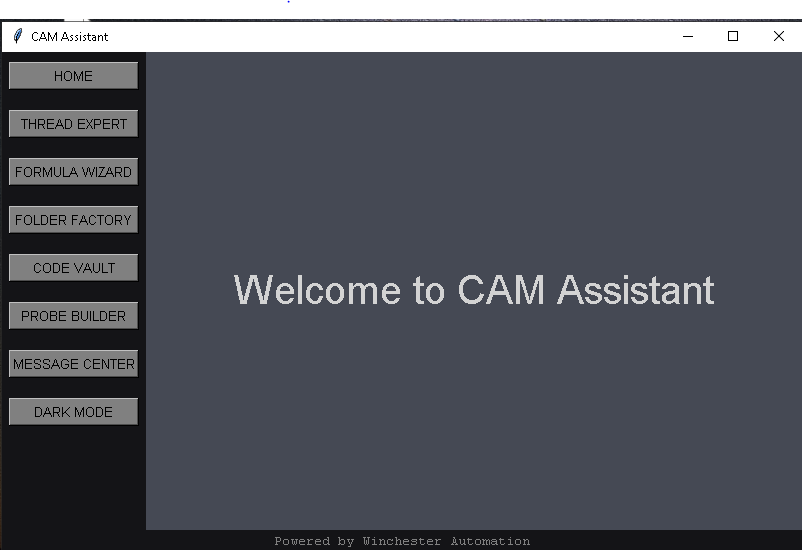 CAM Assistant
HOME
THREAD EXPERT
FORMULA WIZARD
FOLDER FACTORY
CODE VAULT
PROBE BUILDER
MESSAGE CENTER
DARK MODE
Welcome to CAM Assistant
Powered by Winchester Automation